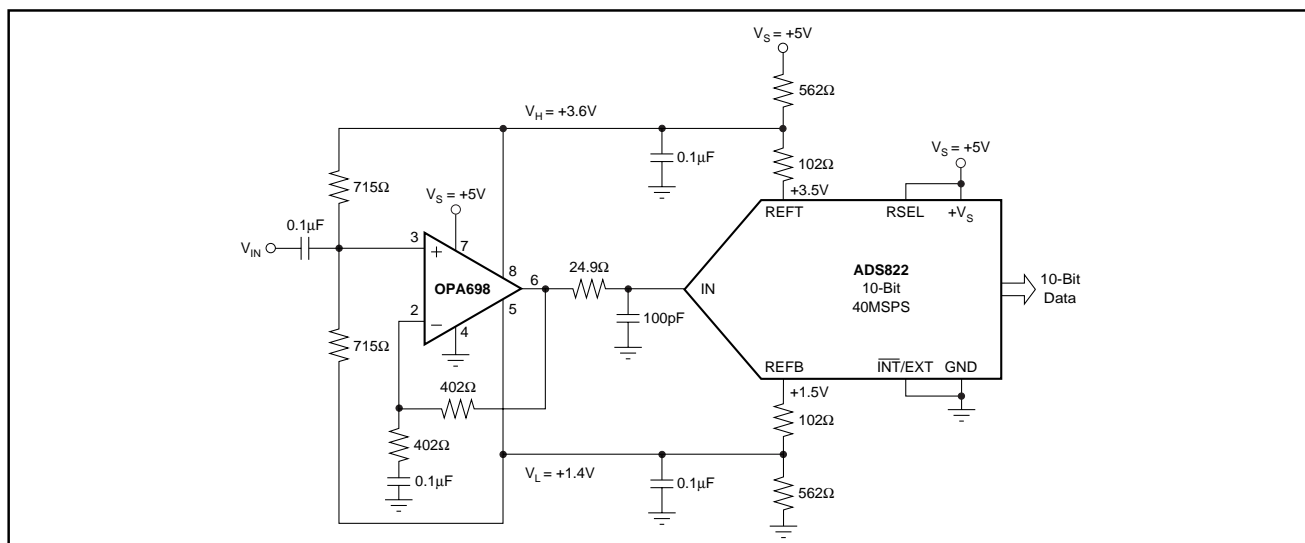 V_S = +5V
562Ω
V_H = +3.6V
0.1µF
102Ω
V_S = +5V
715Ω
V_S = +5V
+3.5V
REFT
RSEL
+V_S
0.1µF
V_IN
3
+
7
8
OPA698
6
24.9Ω
IN
ADS822
10-Bit
40MSPS
10-Bit
Data
2
−
4
5
100pF
715Ω
402Ω
REFB
INT/EXT
GND
+1.5V
402Ω
102Ω
0.1µF
V_L = +1.4V
0.1µF
562Ω